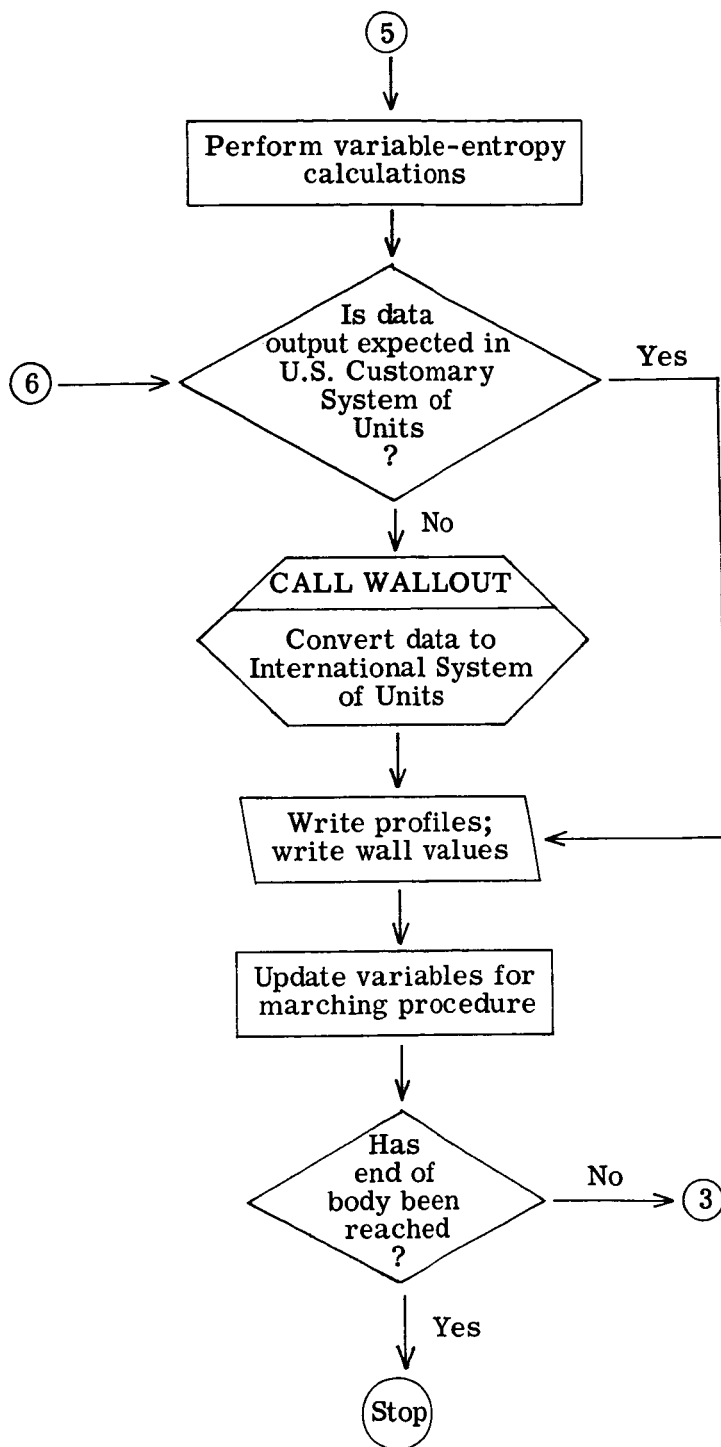 5
Perform variable-entropy
calculations
Is data
output expected in
U.S. Customary
System of
Units
?
Yes
6
No
CALL WALLOUT
Convert data to
International System
of Units
Write profiles;
write wall values
Update variables for
marching procedure
Has
end of
body been
reached
?
No
3
Yes
Stop